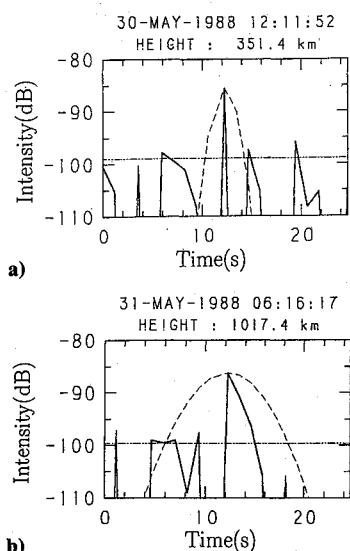 30-MAY-1988 12:11:52
HEIGHT : 351.4 km
-80
-90
-100
-110
Intensity(dB)
0
10
20
Time(s)
a)
31-MAY-1988 06:16:17
HEIGHT : 1017.4 km
-80
-90
-100
-110
Intensity(dB)
0
10
20
Time(s)
b)